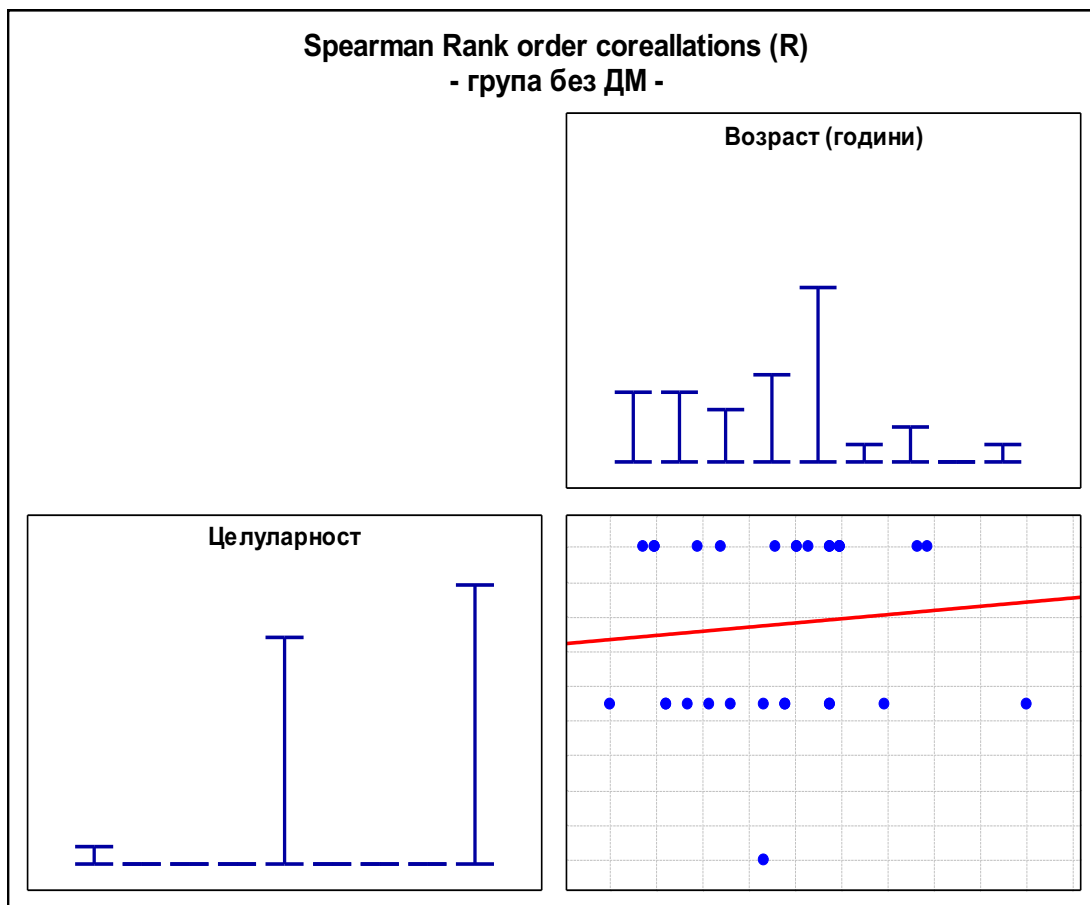 Spearman Rank order coreallations (R)
- група без ДМ -
Возраст (години)
Целуларност